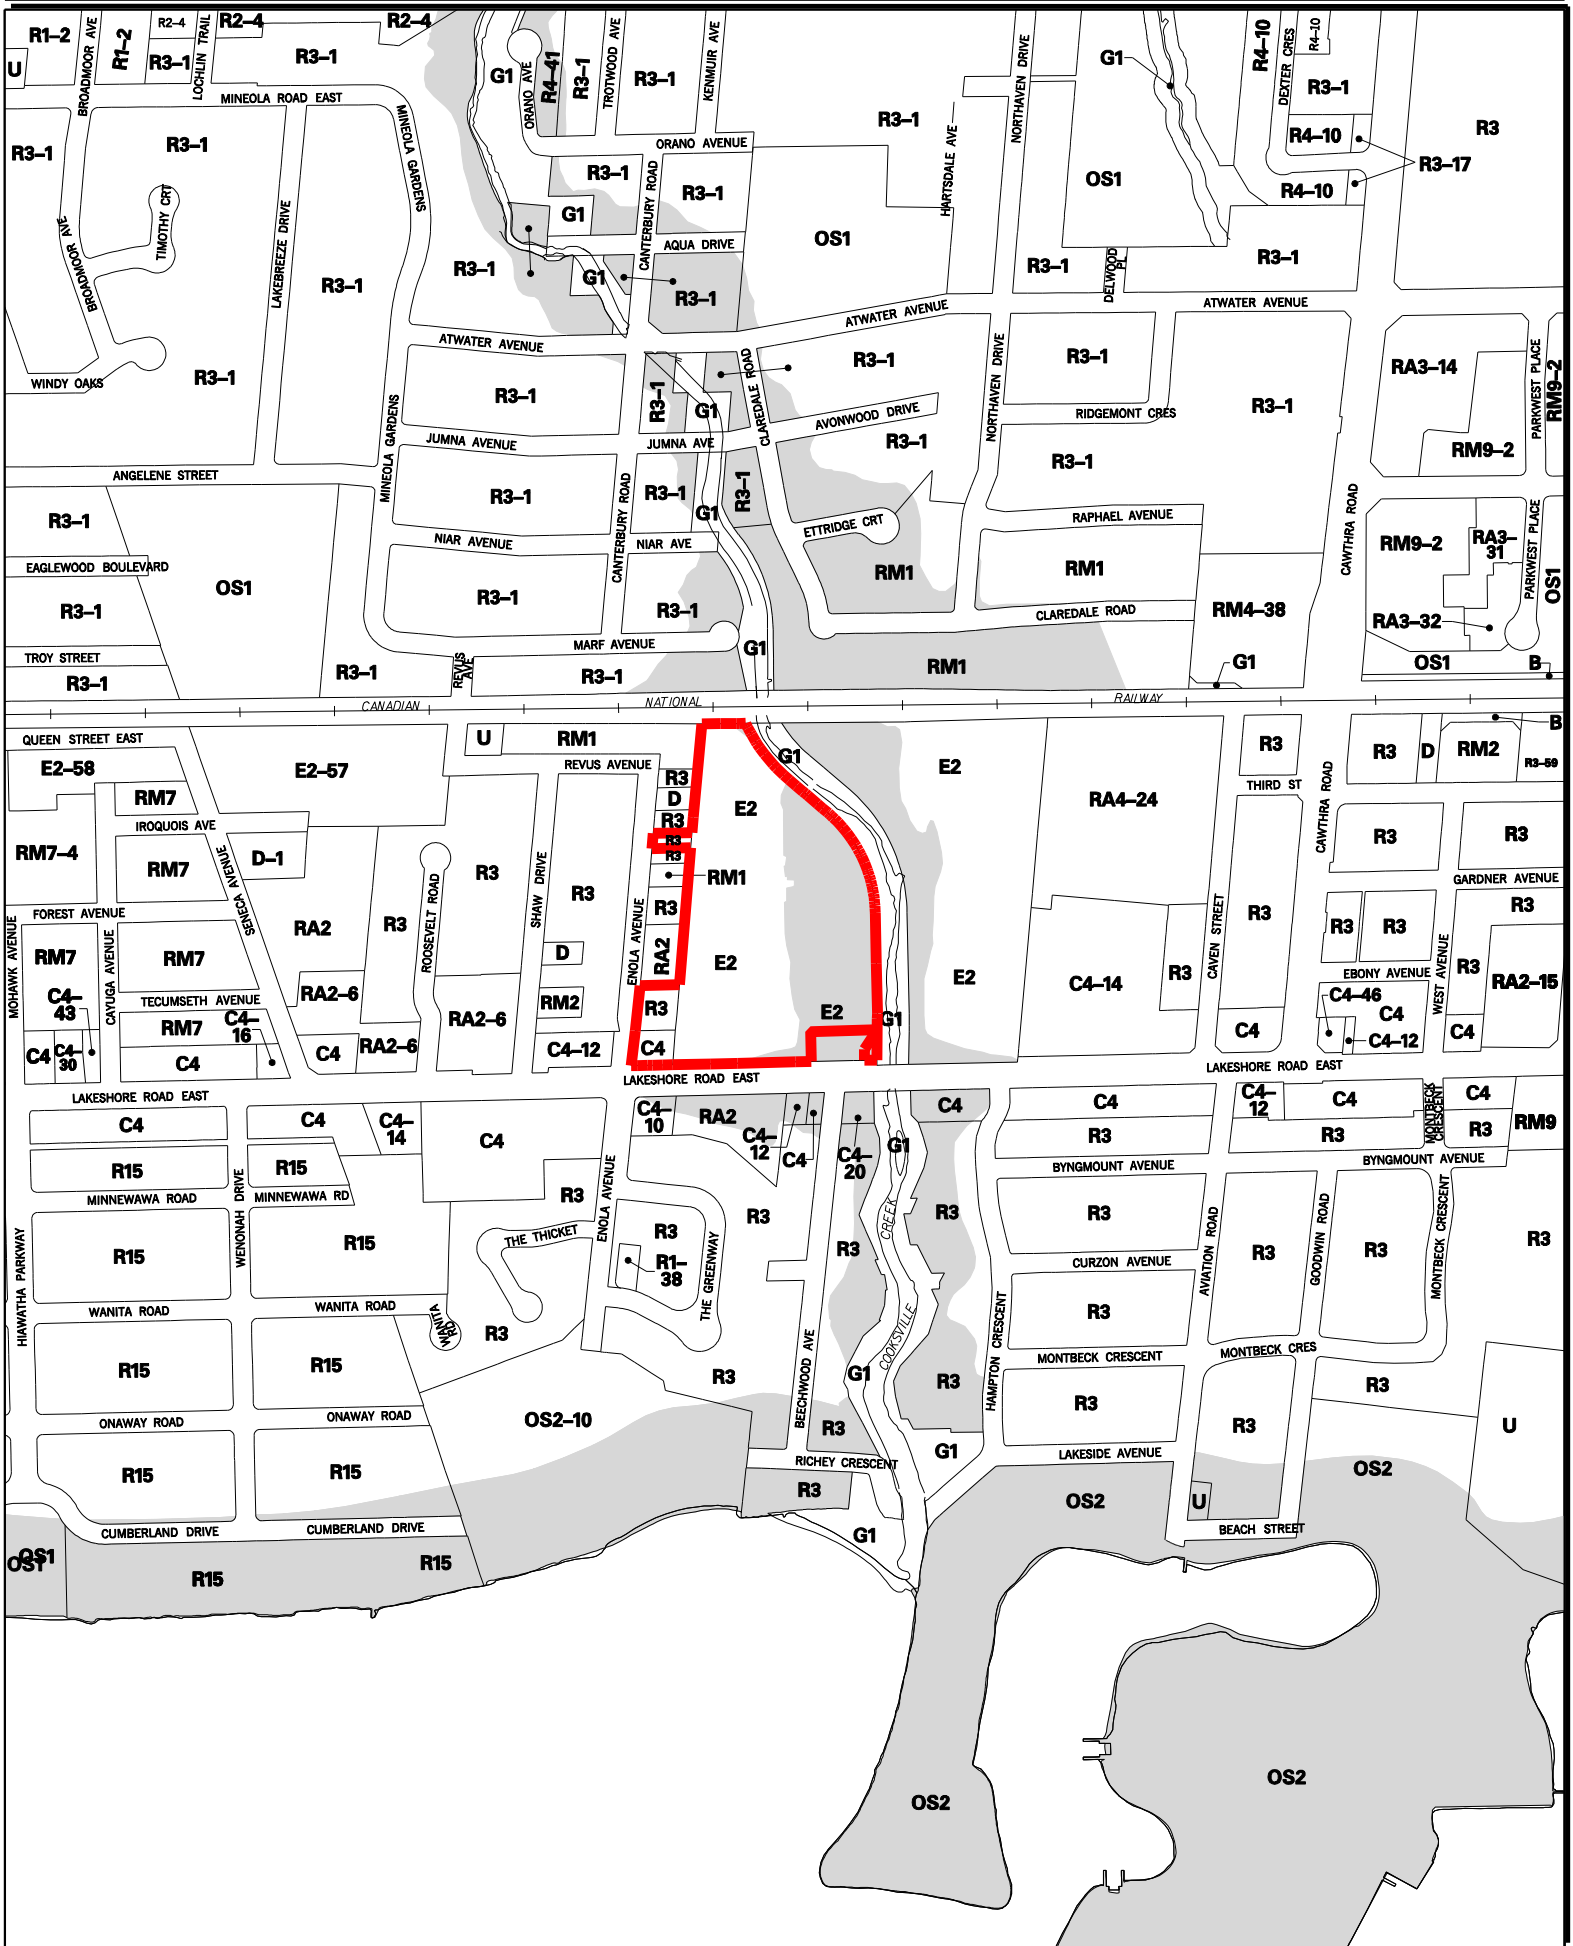 R1–2
BROADMOOR AVE
R1–2
R2–4
LOCHLIN TRAIL
R2–4
R2–4
U
R3–1
R3–1
G1
ORANO AVE
R4–41
R3–1
TROTWOOD AVE
R3–1
KENMUIR AVE
NORTHAVEN DRIVE
G1
R4–10
DEXTER CRES
R4–10
R3–1
MINEOLA ROAD EAST
MINEOLA GARDENS
R3–1
R3
R4–10
R3–17
R3–1
R3–1
ORANO AVENUE
R3–1
CANTERBURY ROAD
R3–1
HARTSDALE AVE
OS1
R4–10
TIMOTHY CRT
LAKEBREEZE DRIVE
G1
AQUA DRIVE
OS1
BROADMOOR AVE
BROADMOOR AVE
R3–1
R3–1
G1
R3–1
R3–1
DELWOOD
PL
R3–1
ATWATER AVENUE
ATWATER AVENUE
ATWATER AVENUE
R3–1
R3–1
R3–1
CLAREDALE ROAD
NORTHAVEN DRIVE
RA3–14
PARKWEST PLACE
RM9–2
WINDY OAKS
R3–1
MINEOLA GARDENS
R3–1
G1
AVONWOOD DRIVE
RIDGEMONT CRES
R3–1
JUMNA AVENUE
JUMNA AVE
R3–1
R3–1
RM9–2
ANGELENE STREET
R3–1
R3–1
R3–1
CANTERBURY ROAD
G1
ETTRIDGE CRT
RAPHAEL AVENUE
CAWTHRA ROAD
R3–1
NIAR AVENUE
NIAR AVE
RM9–2
RA3–
31
PARKWEST PLACE
OS1
EAGLEWOOD BOULEVARD
OS1
RM1
RM1
R3–1
R3–1
R3–1
CLAREDALE ROAD
RM4–38
RA3–32
MARF AVENUE
G1
TROY STREET
R3–1
REVUS
AVE
R3–1
R3–1
RM1
G1
OS1
B
CANADIAN
NATIONAL
RAILWAY
QUEEN STREET EAST
U
RM1
G1
B
R3
R3
D
RM2
R3–59
E2–58
E2–57
REVUS AVENUE
R3
E2
THIRD ST
CAWTHRA ROAD
RM7
D
E2
RA4–24
IROQUOIS AVE
R3
R3
R3
R3
RM7–4
RM7
SENECA AVENUE
D–1
R3
RM1
GARDNER AVENUE
R3
SHAW DRIVE
R3
ENOLA AVENUE
R3
CAVEN STREET
R3
R3
R3
R3
FOREST AVENUE
RA2
R3
ROOSEVELT ROAD
MOHAWK AVENUE
RM7
CAYUGA AVENUE
RM7
D
RA2
E2
E2
R3
EBONY AVENUE
WEST AVENUE
R3
RA2–15
C4–
43
TECUMSETH AVENUE
RA2–6
RM2
R3
C4–14
C4–46
C4
RM7
C4–
16
RA2–6
E2
G1
C4
C4–12
C4
C4
C4–
30
C4
C4
RA2–6
C4–12
C4
LAKESHORE ROAD EAST
LAKESHORE ROAD EAST
LAKESHORE ROAD EAST
C4
C4
C4–
14
C4
C4–
10
RA2
C4
C4
C4–
12
C4
MONTBECK
CRESCENT
C4
R3
RM9
C4–
12
C4
C4–
20
G1
R3
R3
R15
R15
BYNGMOUNT AVENUE
BYNGMOUNT AVENUE
MINNEWAWA ROAD
WENONAH DRIVE
MINNEWAWA RD
R3
ENOLA AVENUE
R3
R3
CREEK
R3
R3
HIAWATHA PARKWAY
R15
R15
THE THICKET
R3
R1–
38
THE GREENWAY
R3
CURZON AVENUE
AVIATION ROAD
R3
GOODWIN ROAD
R3
MONTBECK CRESCENT
R3
WANITA ROAD
WANITA ROAD
WANITA
RD
R3
COOKSVILLE
HAMPTON CRESCENT
R3
R15
R15
R3
BEECHWOOD AVE
G1
R3
MONTBECK CRESCENT
MONTBECK CRES
R3
ONAWAY ROAD
ONAWAY ROAD
OS2–10
R3
R3
R3
U
R15
R15
RICHEY CRESCENT
G1
LAKESIDE AVENUE
OS2
R3
OS2
U
CUMBERLAND DRIVE
CUMBERLAND DRIVE
G1
BEACH STREET
OS1
OS1
R15
R15
OS2
OS2